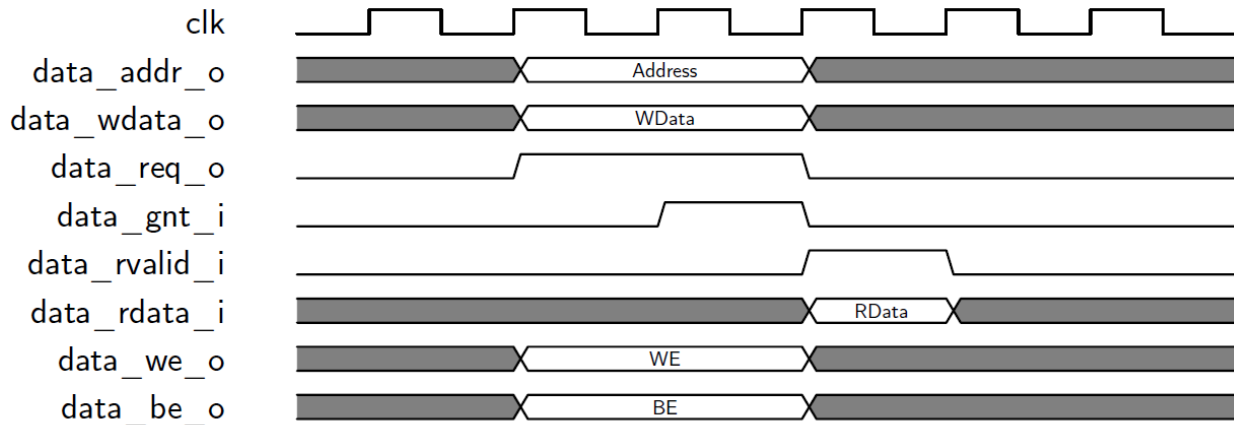 clk
data_addr_o
Address
data_wdata_o
WData
data_req_o
data_gnt_i
data_rvalid_i
data_rdata_i
RData
data_we_o
WE
data_be_o
BE